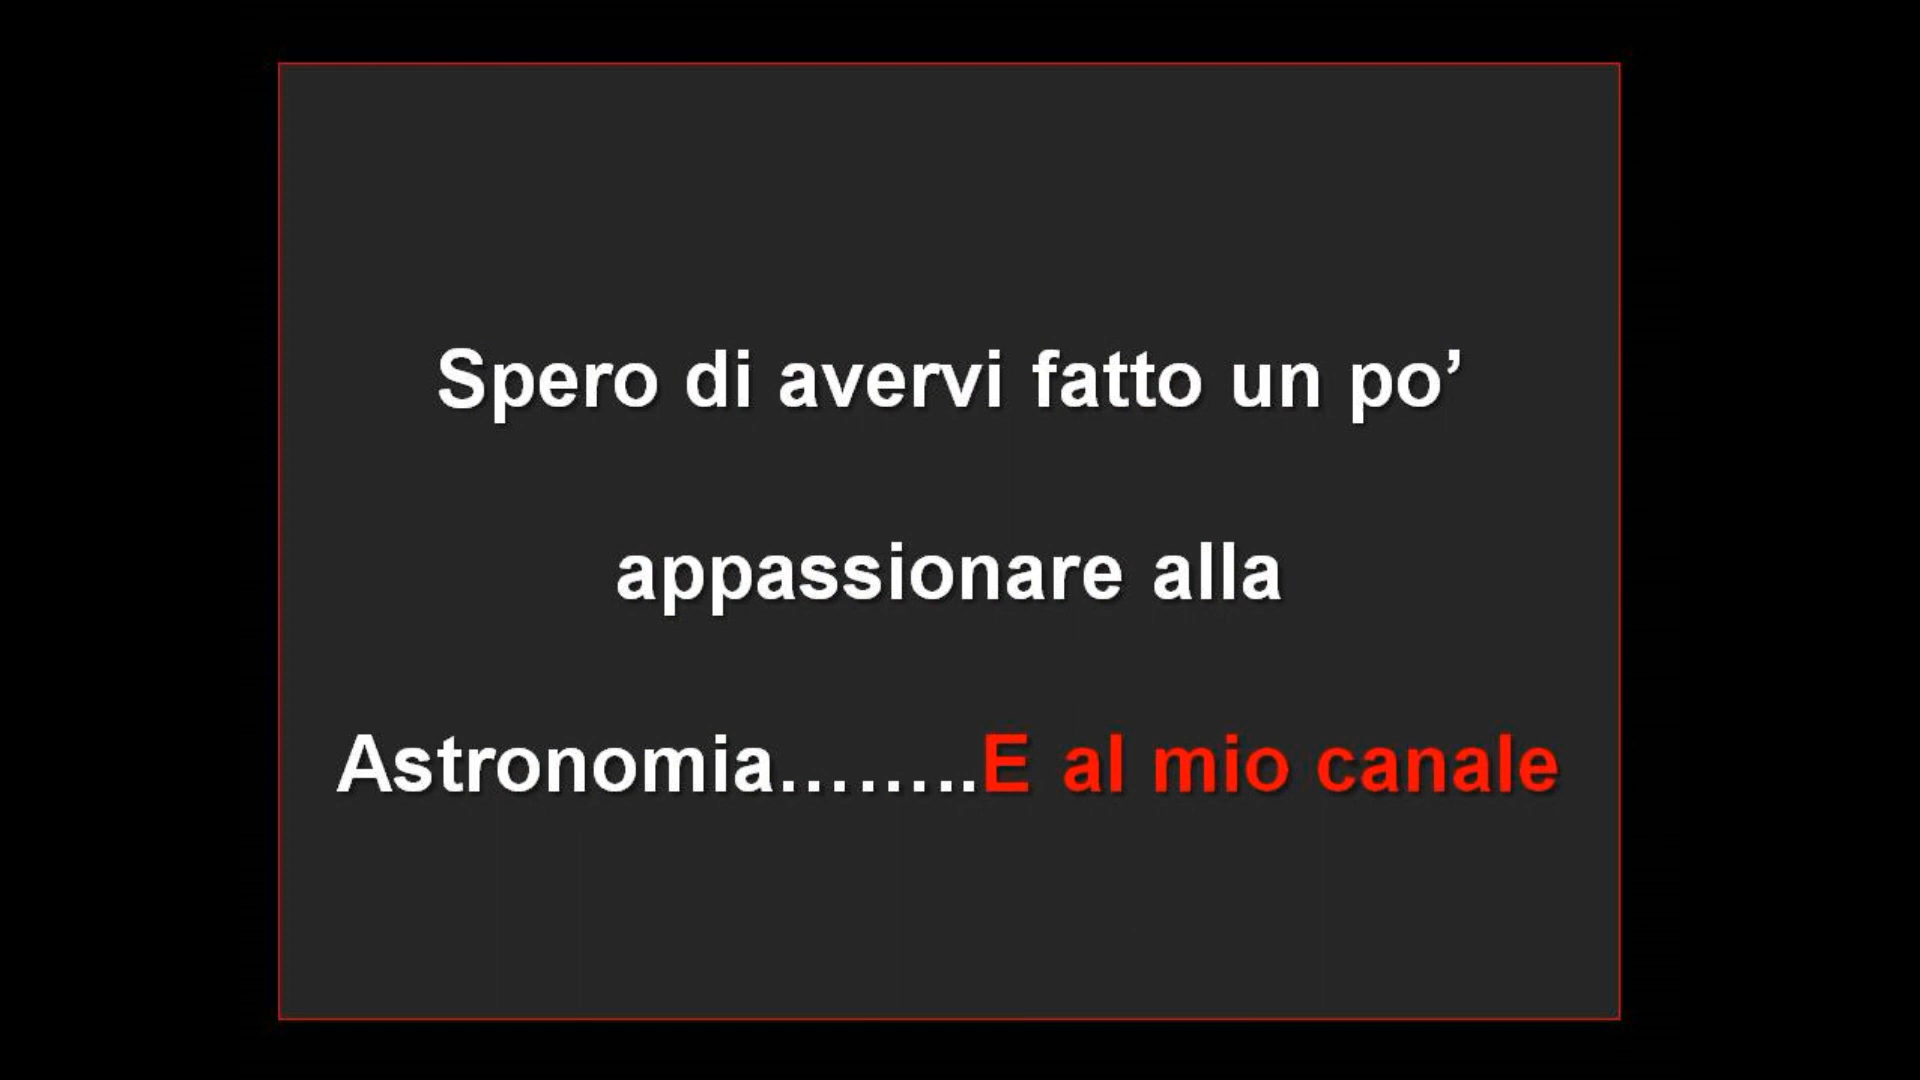 Spero di avervi fatto un po’
appassionare alla
Astronomia……..E al mio canale